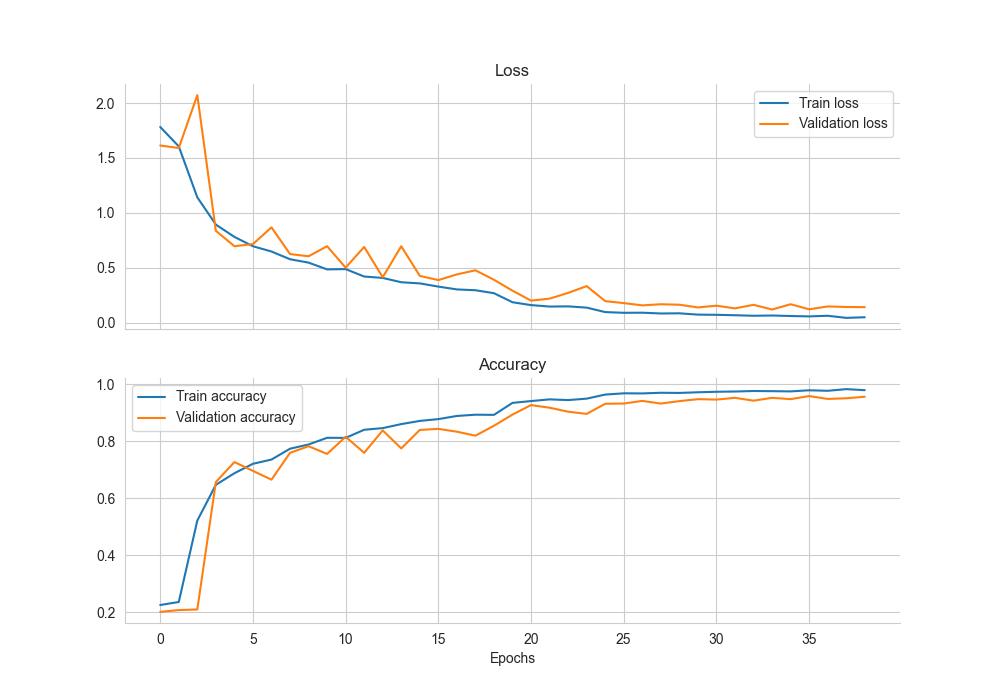 Loss
2.0
1.5
1.0
0.5
0.0
Train loss
Validation loss
Accuracy
1.0
0.8
0.6
0.4
0.2
Train accuracy
Validation accuracy
0 5 10 15 20 25 30 35
Epochs